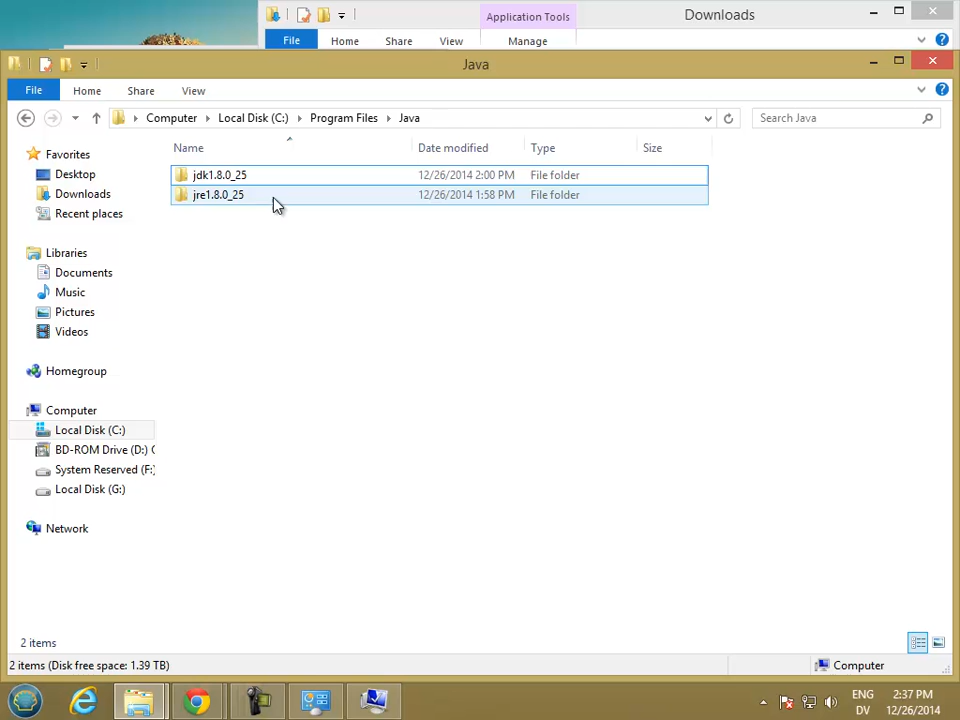 Application Tools
Downloads
File
Home
Share
View
Manage
Java
File
Home
Share
View
Computer
Local Disk (C:)
Program Files
Java
Search Java
Name
Date modified
Type
Size
Favorites
Desktop
Downloads
Recent places
Libraries
Documents
Music
Pictures
Videos
Homegroup
Computer
Local Disk (C:)
BD-ROM Drive (D:) C
System Reserved (F:)
Local Disk (G:)
Network
jdk1.8.0_25 12/26/2014 2:00 PM File folder
jre1.8.0_25 12/26/2014 1:58 PM File folder
2 items
2 items (Disk free space: 1.39 TB)
Computer
ENG
DV
2:37 PM
12/26/2014